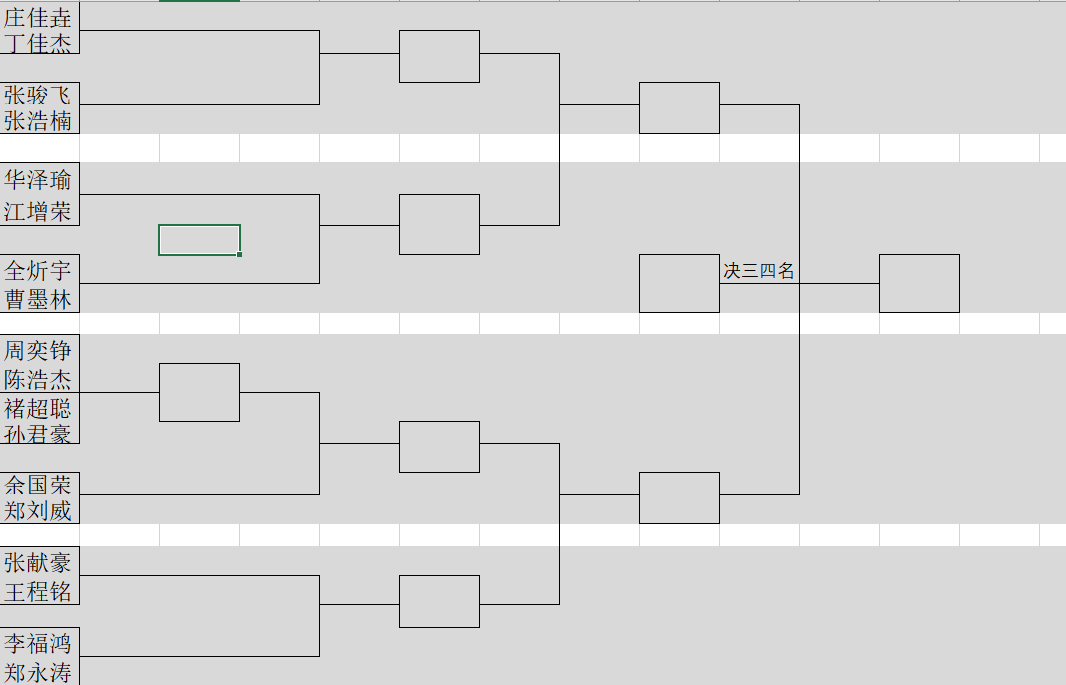 庄佳垚
丁佳杰
张骏飞
张浩楠
华泽瑜
江增荣
全炘宇
曹墨林
决三四名
周奕铮
陈浩杰
褚超聪
孙君豪
余国荣
郑刘威
张献豪
王程铭
李福鸿
郑永涛